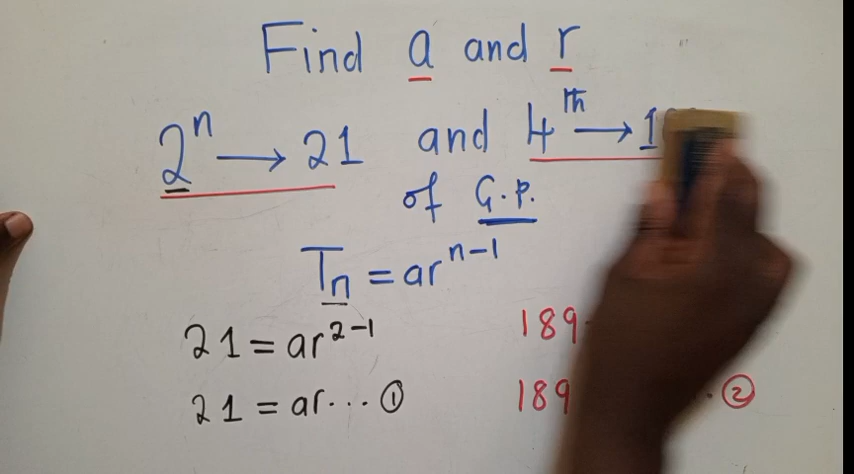 Find a and r
2ⁿ → 21 and 4ᵗʰ → 1
of G.P.
Tₙ = arⁿ⁻¹
21 = ar²⁻¹ 189
21 = ar... ① 189 . ②